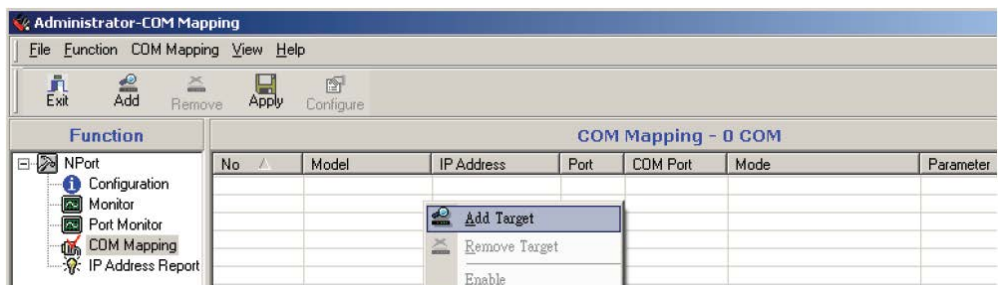 Administrator-COM Mapping
File Function COM Mapping View Help
Exit Add Remove Apply Configure
Function
COM Mapping - 0 COM
NPort
Configuration
Monitor
Port Monitor
COM Mapping
IP Address Report
No Model IP Address Port COM Port Mode Parameter
Add Target
Remove Target
Enable